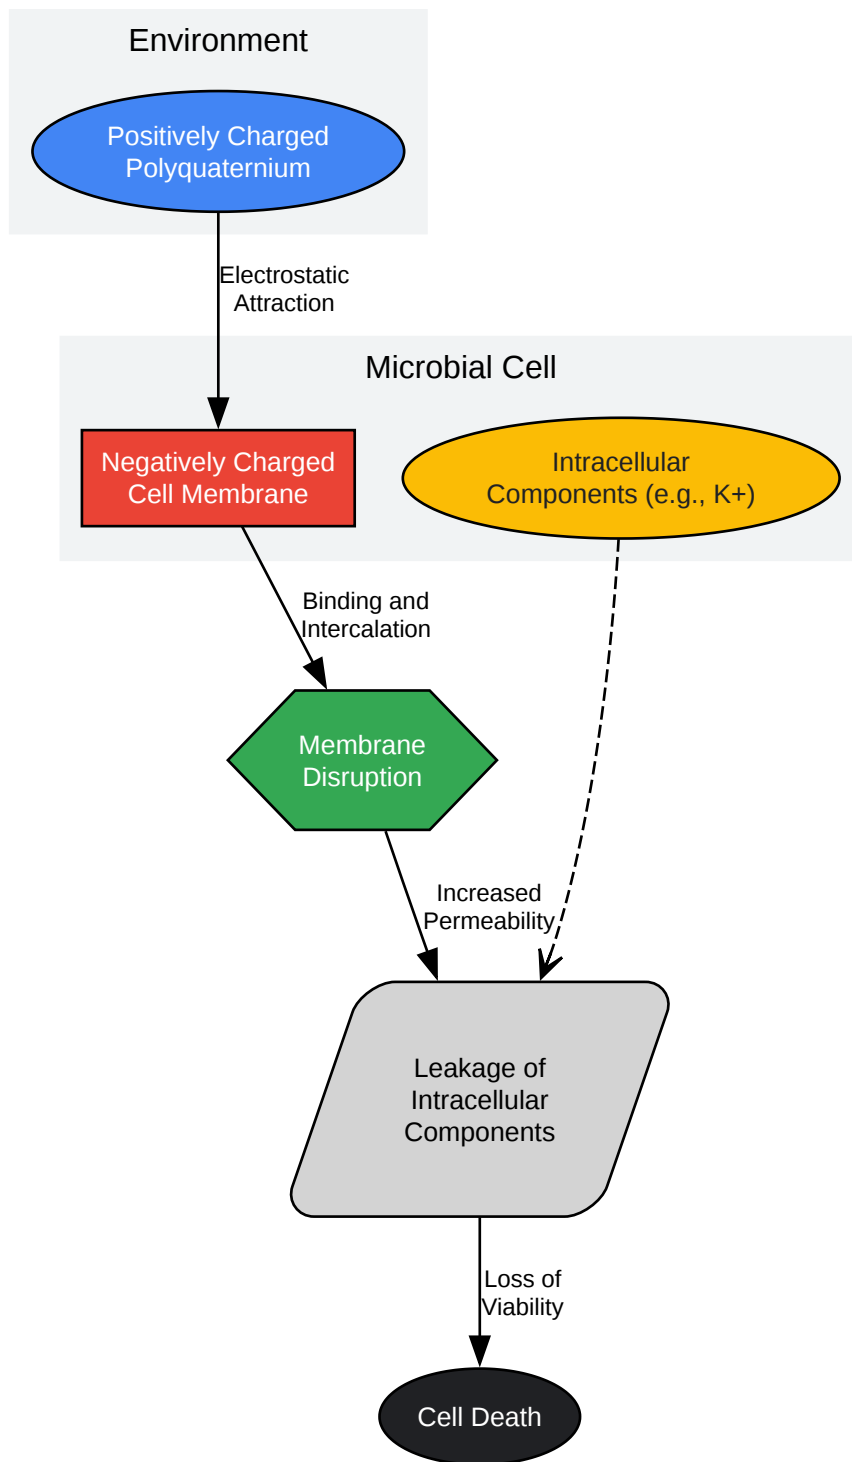 Environment
Positively Charged
Polyquaternium
Electrostatic
Attraction
Microbial Cell
Negatively Charged
Cell Membrane
Intracellular
Components (e.g., K+)
Binding and
Intercalation
Membrane
Disruption
Increased
Permeability
Leakage of
Intracellular
Components
Loss of
Viability
Cell Death